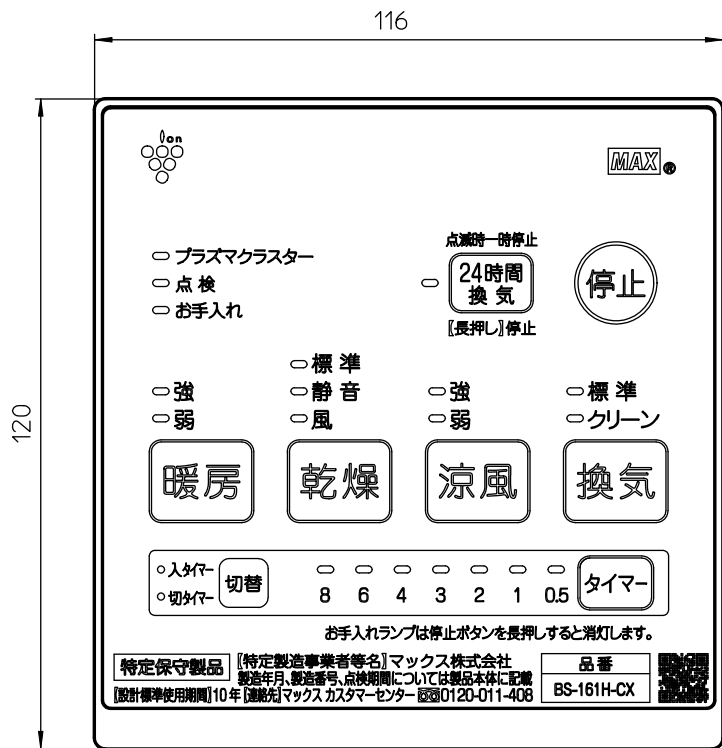 116
120
ion
MAX®
プラズマクラスター
点検
お手入れ
点滅時一時停止
24時間
換気
【長押し】停止
停止
強
弱
標準
静音
風
強
弱
標準
クリーン
暖房
乾燥
涼風
換気
入タイマー
切タイマー
切替
8 6 4 3 2 1 0.5
タイマー
お手入れランプは停止ボタンを長押しすると消灯します。
特定保守製品
【特定製造事業者等名】マックス株式会社
製造年月、製造番号、点検期間については製品本体に記載
【設計標準使用期間】10年【連絡先】マックス カスタマーセンター 0120-011-408
品番
BS-161H-CX